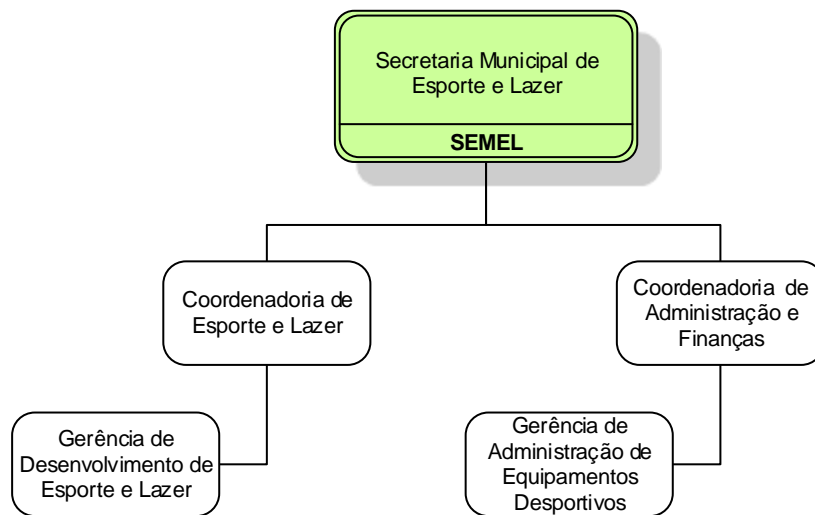 Secretaria Municipal de
Esporte e Lazer
SEMEL
Coordenadoria de
Esporte e Lazer
Coordenadoria de
Administração e
Finanças
Gerência de
Desenvolvimento de
Esporte e Lazer
Gerência de
Administração de
Equipamentos
Desportivos